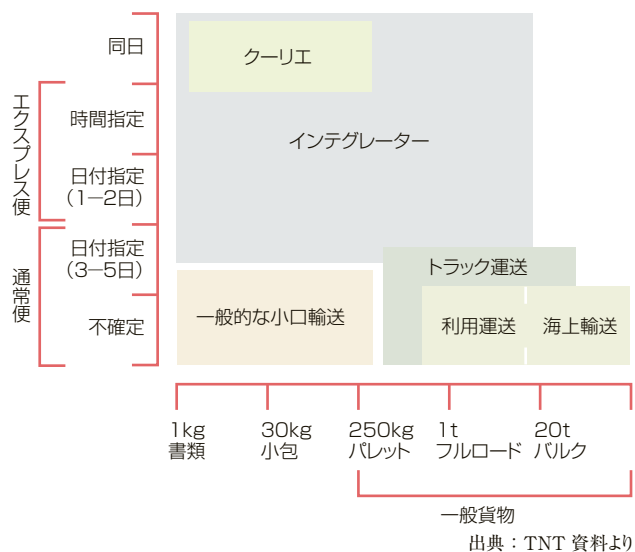 同日
クーリエ
エクスプレス便
時間指定
インテグレーター
日付指定
(1―2日)
通常便
日付指定
(3―5日)
トラック運送
不確定
一般的な小口輸送
利用運送
海上輸送
1kg
書類
30kg
小包
250kg
パレット
1t
フルロード
20t
バルク
一般貨物
出典：TNT 資料より